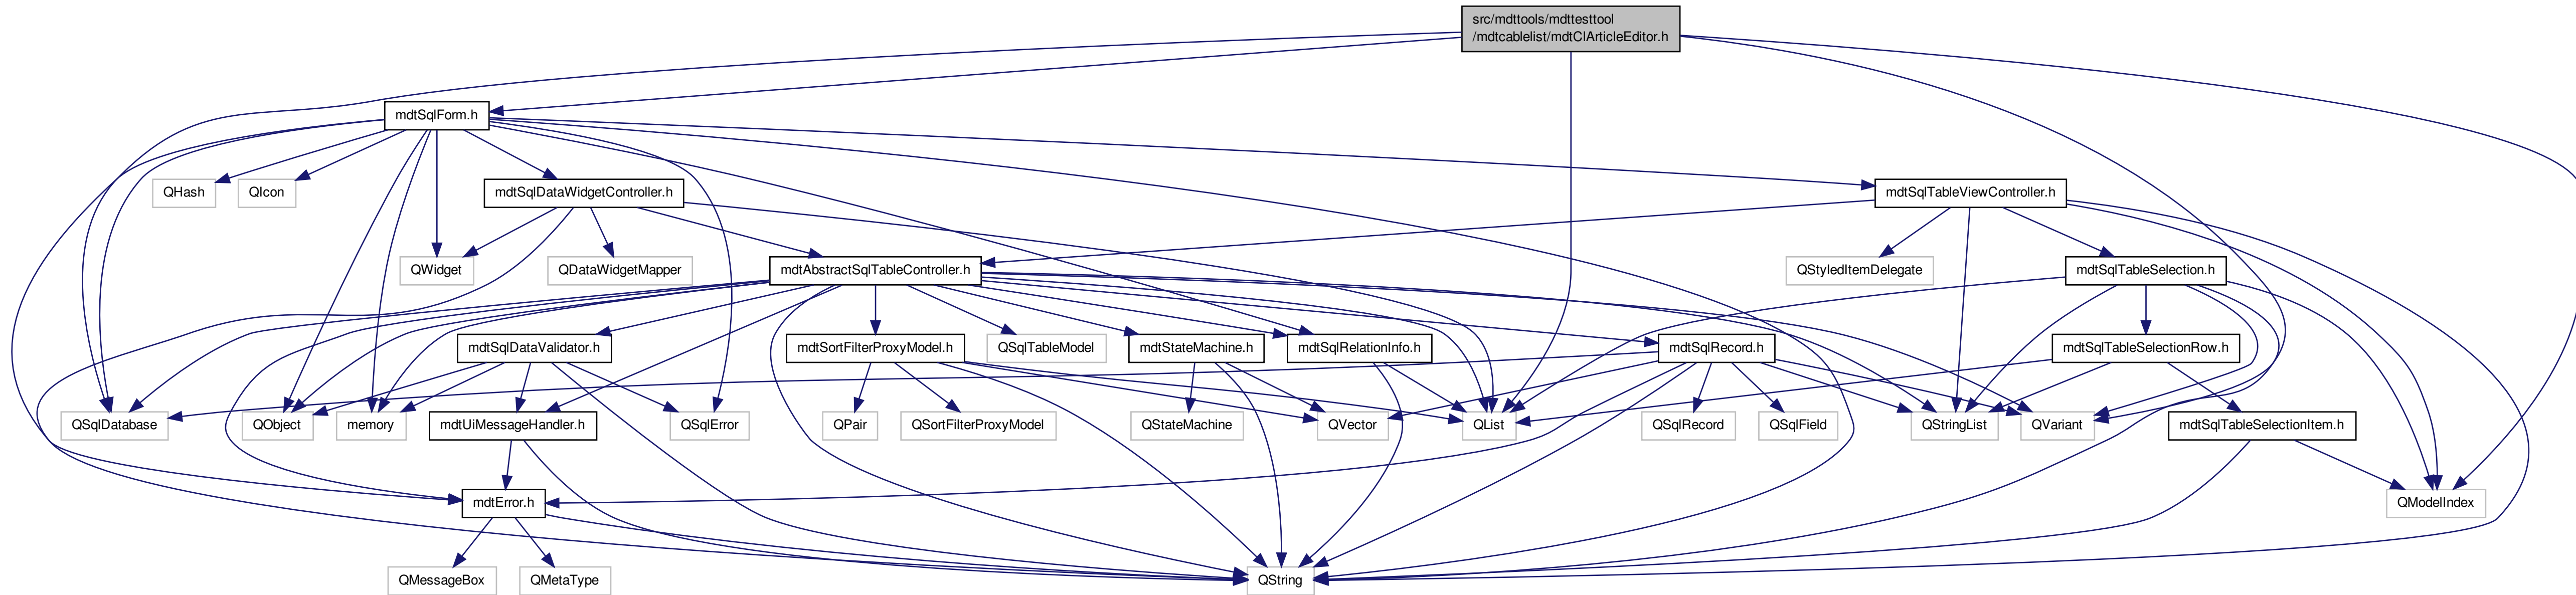 src/mdttools/mdttesttool
/mdtcablelist/mdtClArticleEditor.h
mdtSqlForm.h
QHash
QIcon
mdtSqlDataWidgetController.h
mdtSqlTableViewController.h
QWidget
QDataWidgetMapper
mdtAbstractSqlTableController.h
QStyledItemDelegate
mdtSqlTableSelection.h
mdtSqlDataValidator.h
mdtSortFilterProxyModel.h
QSqlTableModel
mdtStateMachine.h
mdtSqlRelationInfo.h
mdtSqlRecord.h
mdtSqlTableSelectionRow.h
QSqlDatabase
QObject
memory
mdtUiMessageHandler.h
QSqlError
QPair
QSortFilterProxyModel
QStateMachine
QVector
QList
QSqlRecord
QSqlField
QStringList
QVariant
mdtSqlTableSelectionItem.h
mdtError.h
QModelIndex
QMessageBox
QMetaType
QString